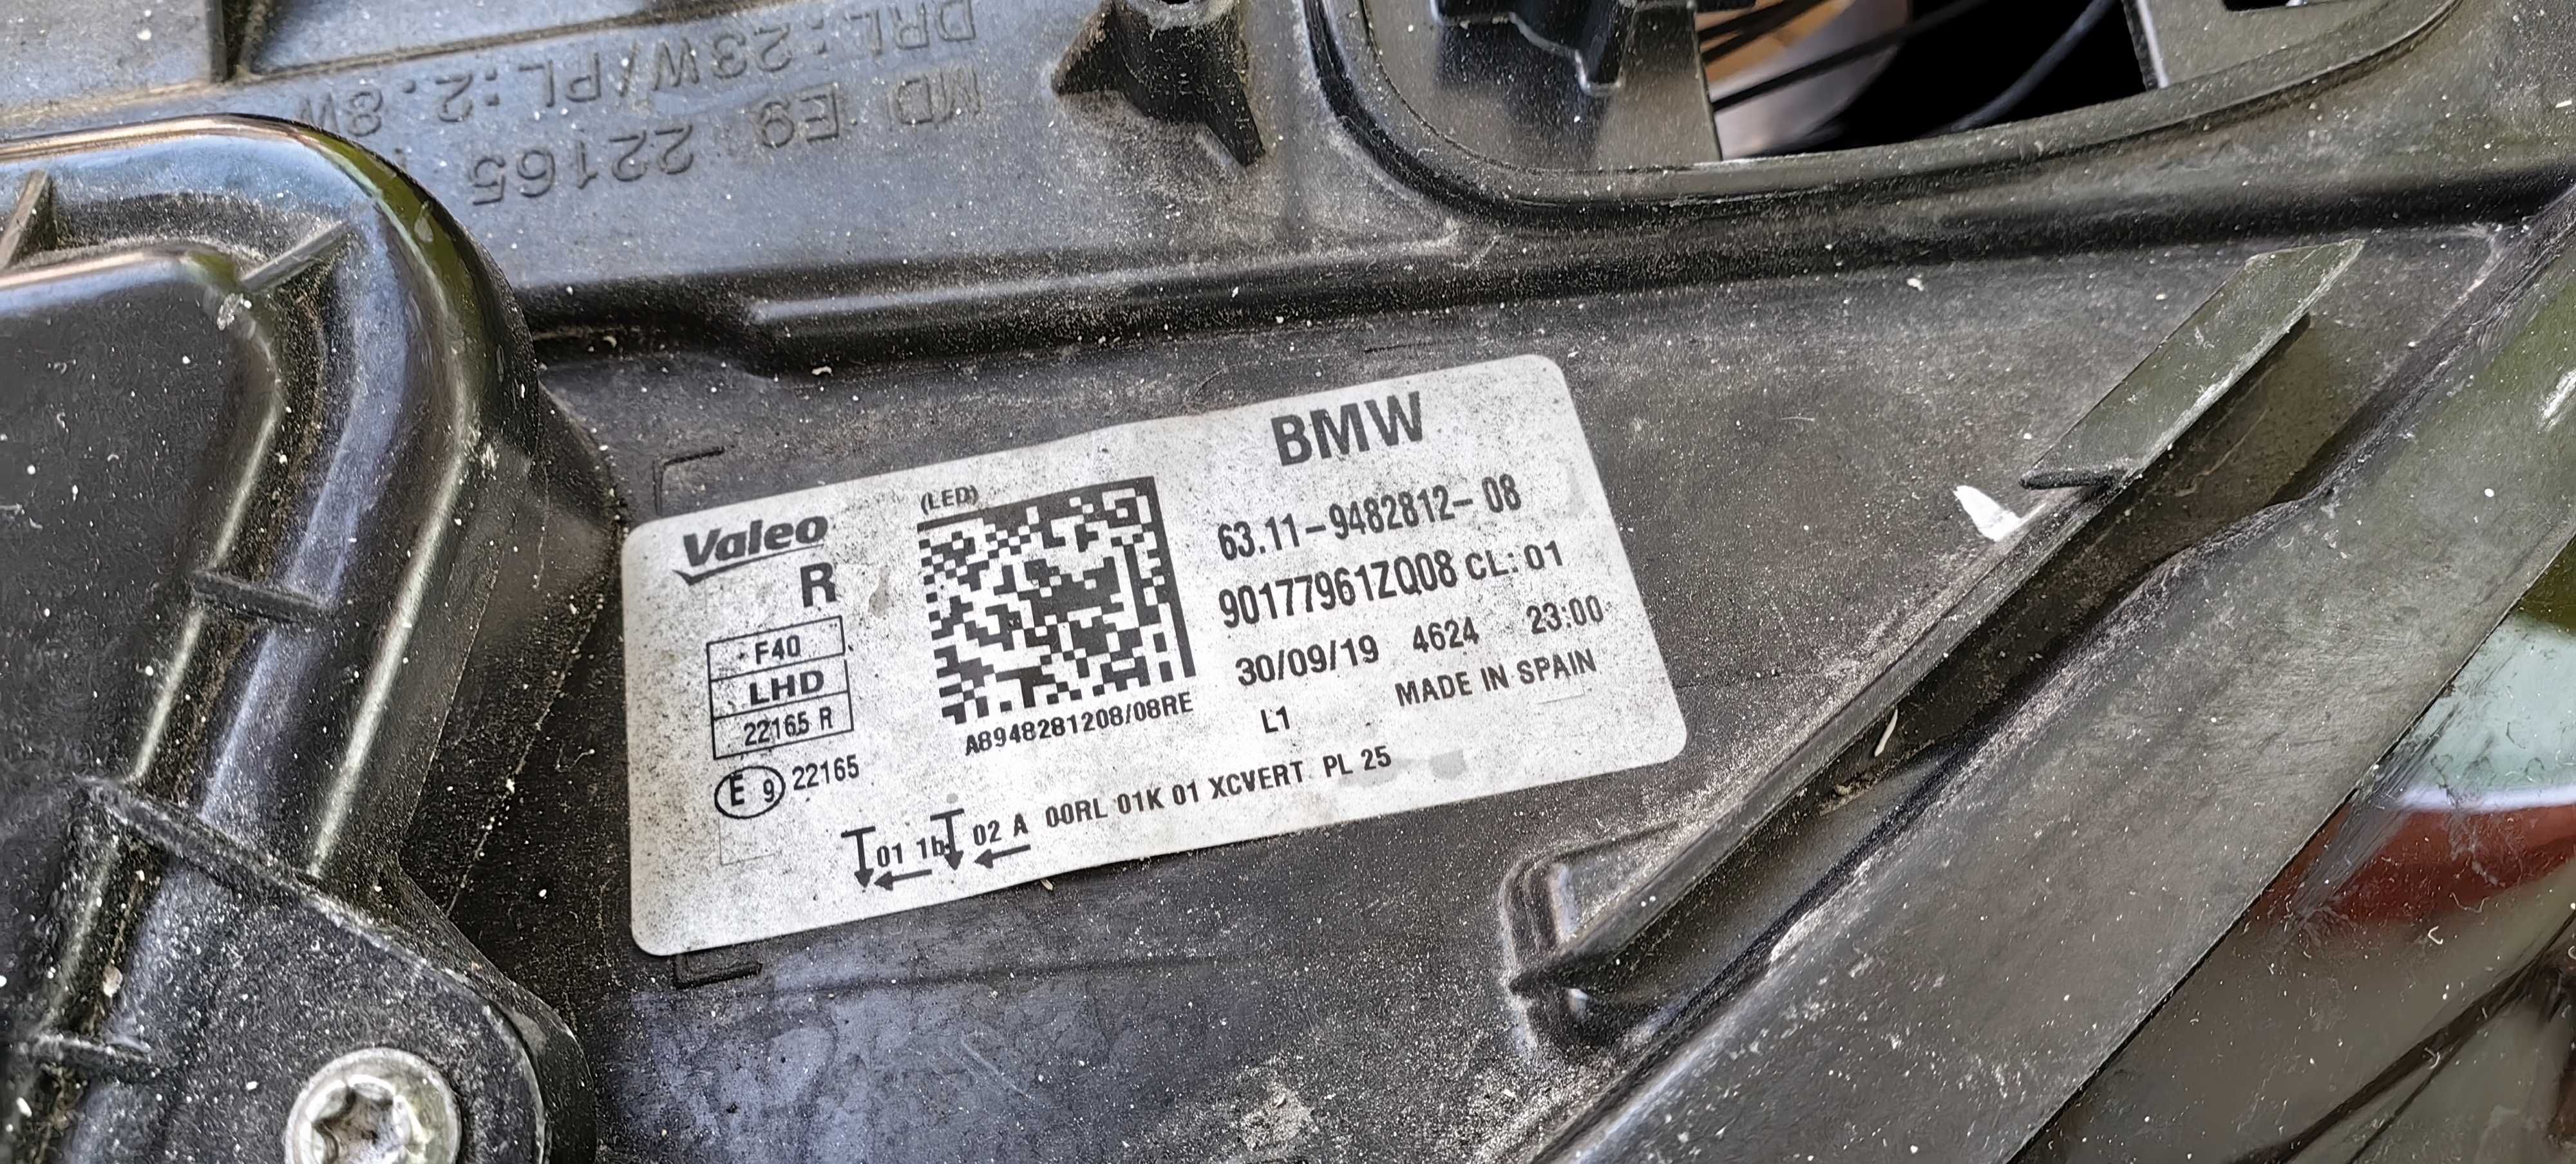 DRL:23W/PL:2.8W
MD E9 22165
BMW
(LED)
63.11-9482812-08
Valeo
R
90177961ZQ08 CL:01
F40
LHD
22165 R
30/09/19 4624 23:00
MADE IN SPAIN
A8948281208/08RE
L1
E 9 22165
01 1b 02 A 00RL 01K 01 XCVERT PL 25